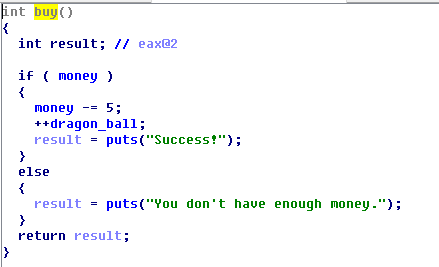 int buy()
{
  int result; // eax@2

  if ( money )
  {
    money -= 5;
    ++dragon_ball;
    result = puts("Success!");
  }
  else
  {
    result = puts("You don't have enough money.");
  }
  return result;
}